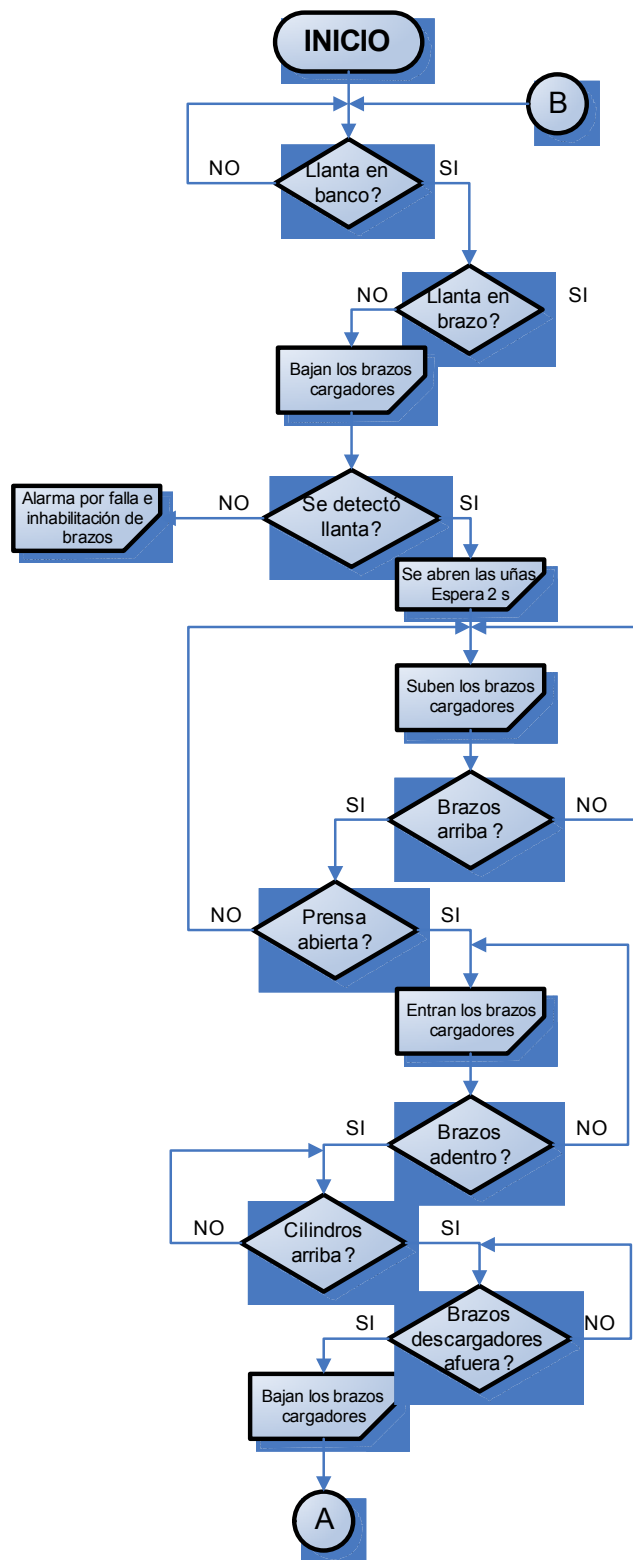 INICIO
B
NO
Llanta en
banco?
SI
NO
Llanta en
brazo?
SI
Bajan los brazos
cargadores
Alarma por falla e
inhabilitación de
brazos
NO
Se detectó
llanta?
SI
Se abren las uñas
Espera 2 s
Suben los brazos
cargadores
SI
Brazos
arriba?
NO
NO
Prensa
abierta?
SI
Entran los brazos
cargadores
SI
Brazos
adentro?
NO
NO
Cilindros
arriba?
SI
SI
Brazos
descargadores
afuera?
NO
Bajan los brazos
cargadores
A